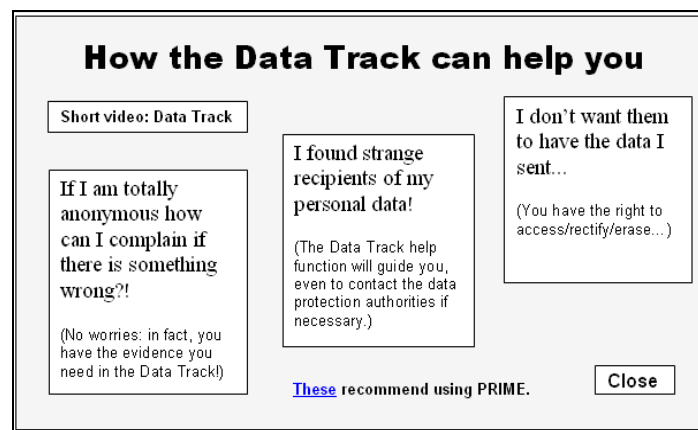 How the Data Track can help you
Short video: Data Track
If I am totally
anonymous how
can I complain if
there is something
wrong?!
(No worries: in fact, you
have the evidence you
need in the Data Track!)
I found strange
recipients of my
personal data!
(The Data Track help
function will guide you,
even to contact the data
protection authorities if
necessary.)
I don't want them
to have the data I
sent...
(You have the right to
access/rectify/erase...)
These recommend using PRIME.
Close